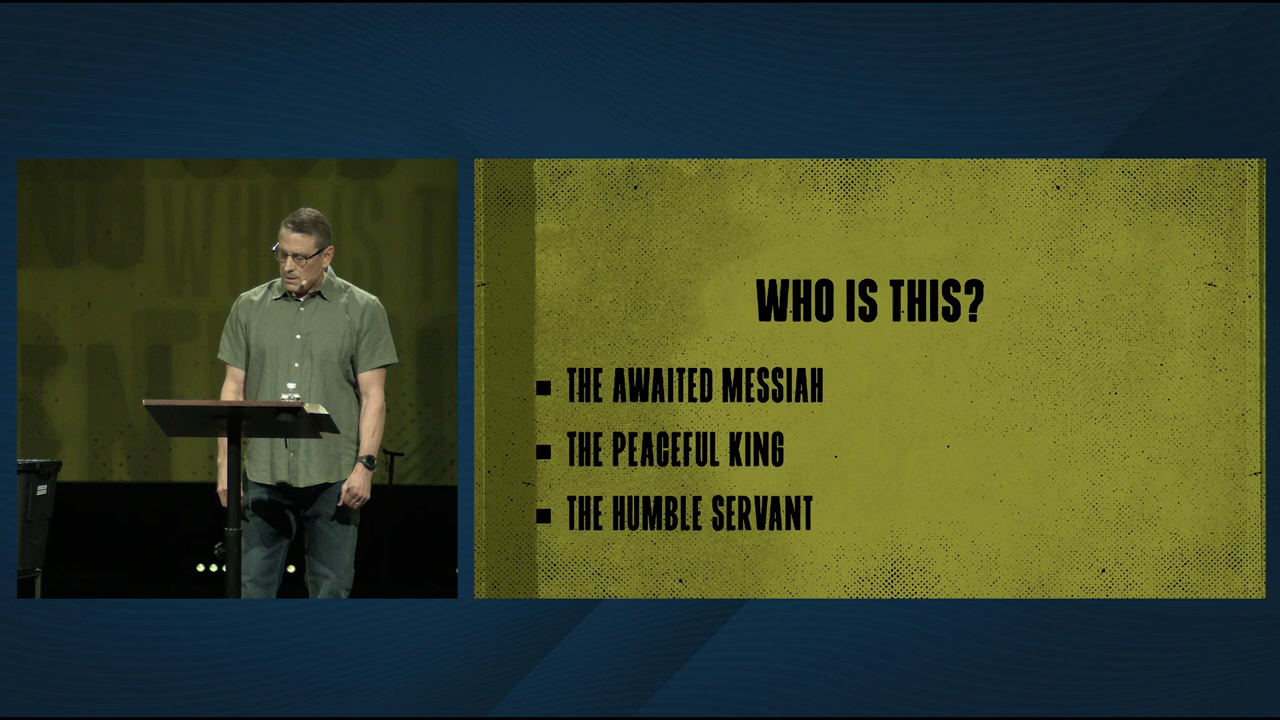 WHO IS THIS?
THE AWAITED MESSIAH
THE PEACEFUL KING
THE HUMBLE SERVANT